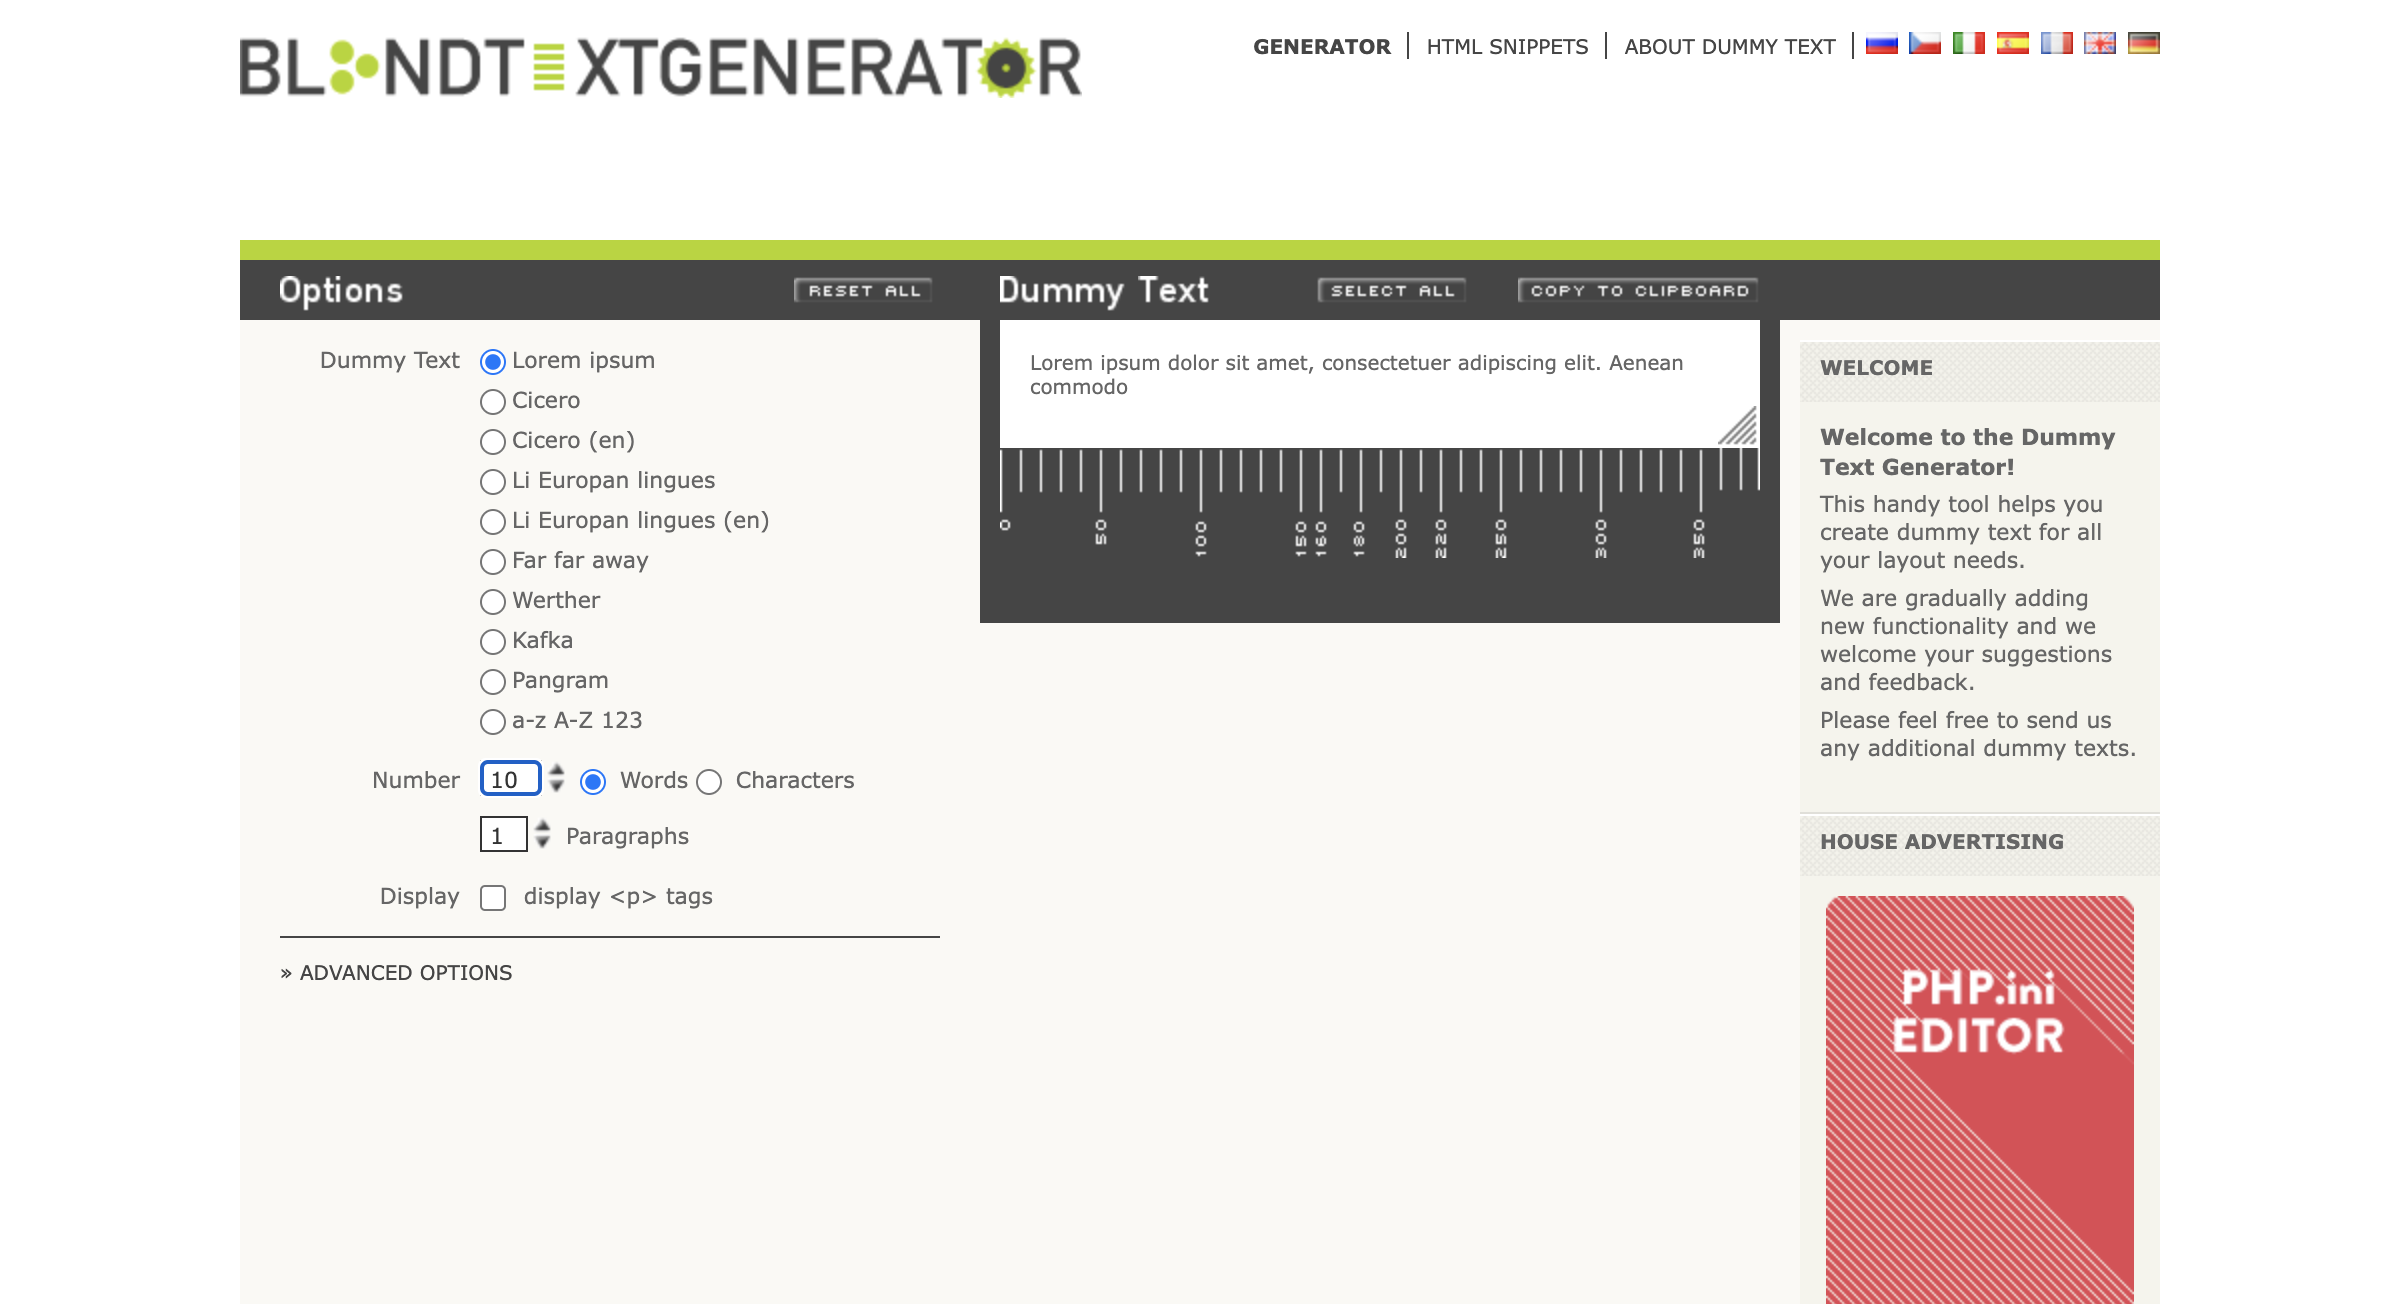 BLINDTEXTGENERATOR
GENERATOR
HTML SNIPPETS
ABOUT DUMMY TEXT
Options
RESET ALL
Dummy Text
SELECT ALL
COPY TO CLIPBOARD
Dummy Text
Lorem ipsum
Cicero
Cicero (en)
Li Europan lingues
Li Europan lingues (en)
Far far away
Werther
Kafka
Pangram
a-z A-Z 123
Number 10 Words Characters
1 Paragraphs
Display display <p> tags
» ADVANCED OPTIONS
Lorem ipsum dolor sit amet, consectetuer adipiscing elit. Aenean
commodo
0 50 100 150 160 180 200 220 250 300 350
WELCOME
Welcome to the Dummy
Text Generator!
This handy tool helps you
create dummy text for all
your layout needs.
We are gradually adding
new functionality and we
welcome your suggestions
and feedback.
Please feel free to send us
any additional dummy texts.
HOUSE ADVERTISING
PHP.ini
EDITOR